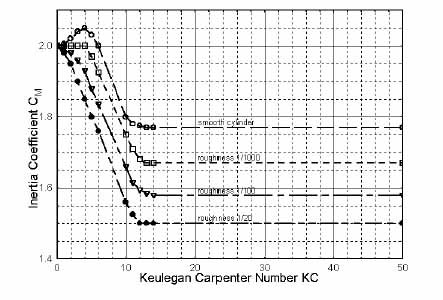 Inertia Coefficient C_M
2.0
1.8
1.6
1.4
smooth cylinder
roughness 1/1000
roughness 1/100
roughness 1/20
0
10
20
30
40
50
Keulegan Carpenter Number KC